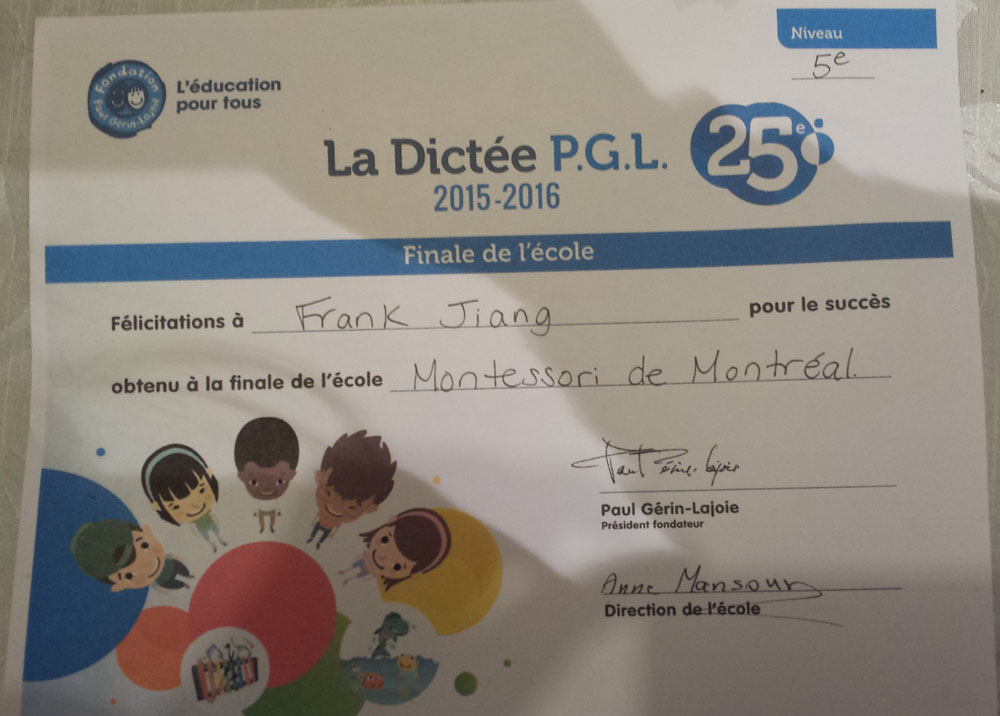 Niveau
5e
Fondation
Paul Gérin-Lajoie
L'éducation
pour tous
La Dictée P.G.L. 25e
2015-2016
Finale de l'école
Félicitations à Frank Jiang pour le succès
obtenu à la finale de l'école Montessori de Montréal.
Paul Gérin-Lajoie
Paul Gérin-Lajoie
Président fondateur
Anne Mansour
Direction de l'école